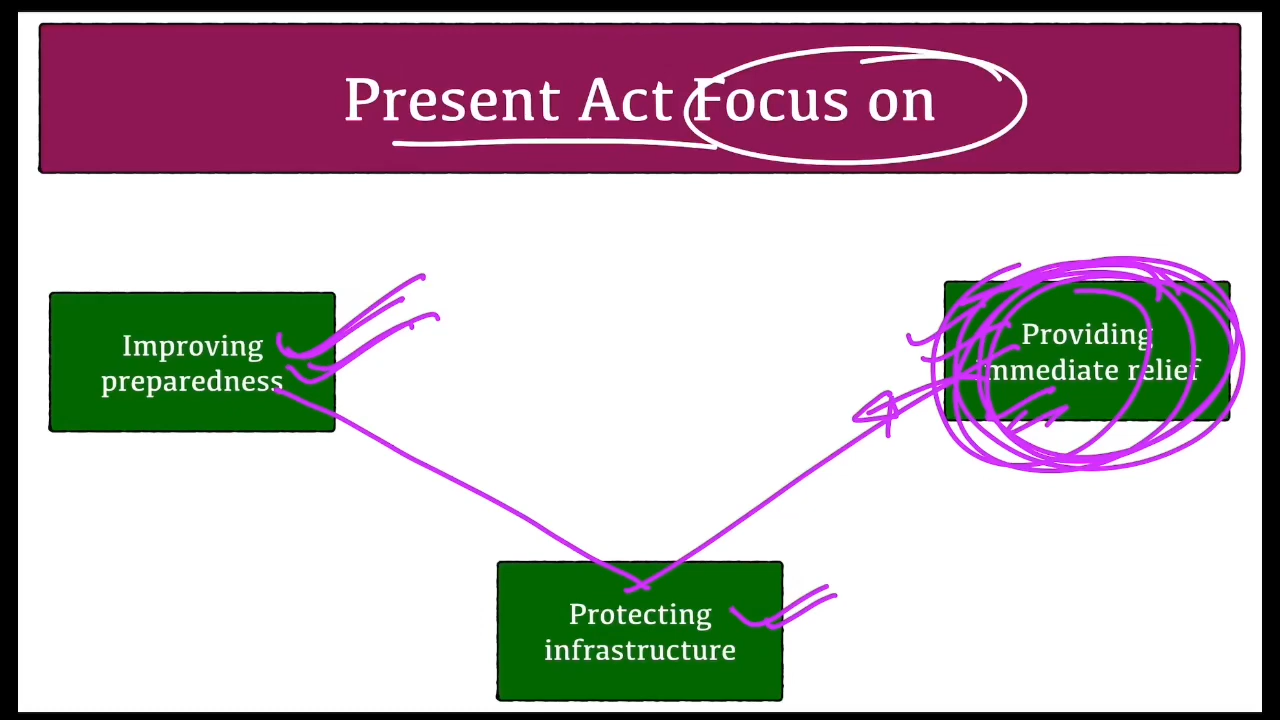 Present Act Focus on
Improving
preparedness
Providing
immediate relief
Protecting
infrastructure